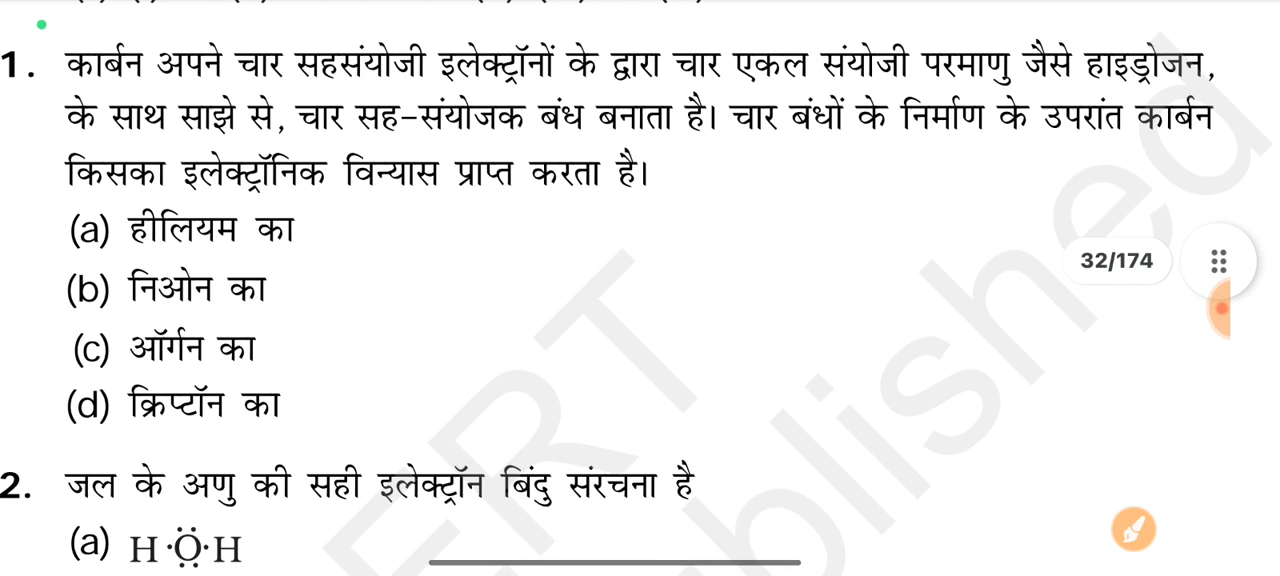 1. कार्बन अपने चार सहसंयोजी इलेक्ट्रॉनों के द्वारा चार एकल संयोजी परमाणु जैसे हाइड्रोजन,
के साथ साझे से, चार सह-संयोजक बंध बनाता है। चार बंधों के निर्माण के उपरांत कार्बन
किसका इलेक्ट्रॉनिक विन्यास प्राप्त करता है।
(a) हीलियम का
(b) निओन का
32/174
(c) ऑर्गन का
(d) क्रिप्टॉन का
2. जल के अणु की सही इलेक्ट्रॉन बिंदु संरचना है
(a) H·Ö̤·H